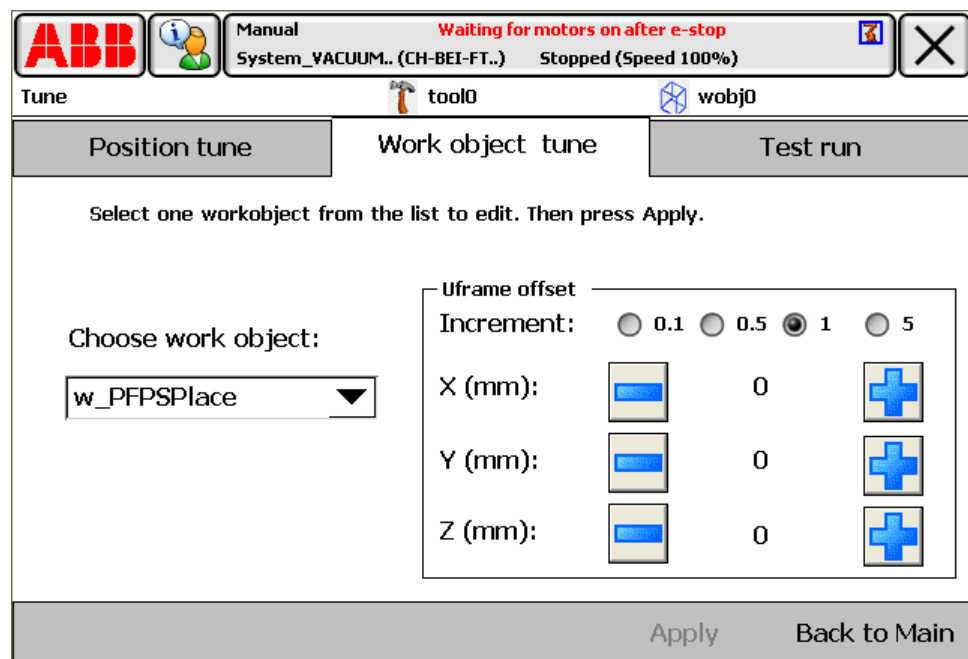 ABB
Manual Waiting for motors on after e-stop
System_VACUUM.. (CH-BEI-FT..) Stopped (Speed 100%)
Tune tool0 wobj0
Position tune Work object tune Test run
Select one workobject from the list to edit. Then press Apply.
Uframe offset
Increment: 0.1 0.5 1 5
Choose work object:
X (mm): 0
w_PFPSPlace
Y (mm): 0
Z (mm): 0
Apply Back to Main